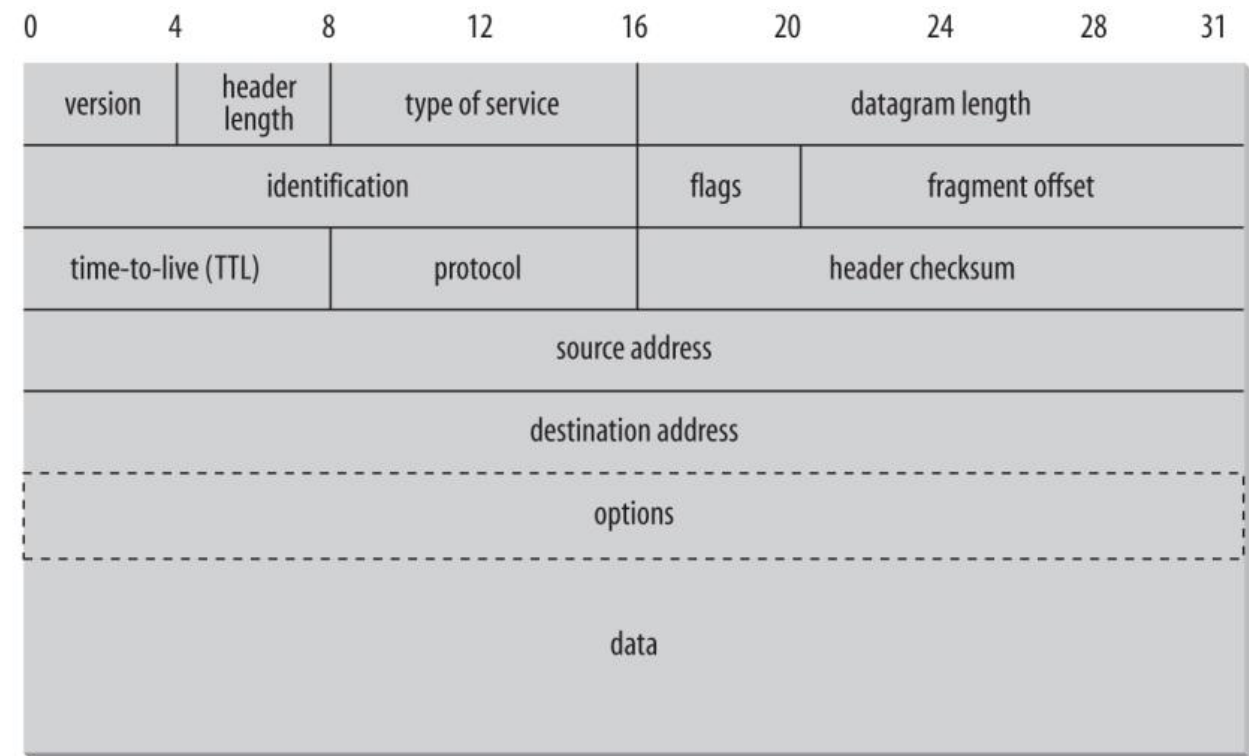 0 4 8 12 16 20 24 28 31
version header length type of service datagram length
identification flags fragment offset
time-to-live (TTL) protocol header checksum
source address
destination address
options
data